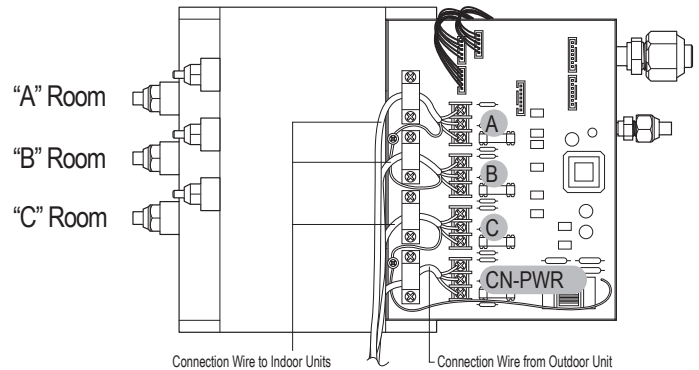 “A” Room
A
“B” Room
B
“C” Room
C
CN-PWR
Connection Wire to Indoor Units
Connection Wire from Outdoor Unit